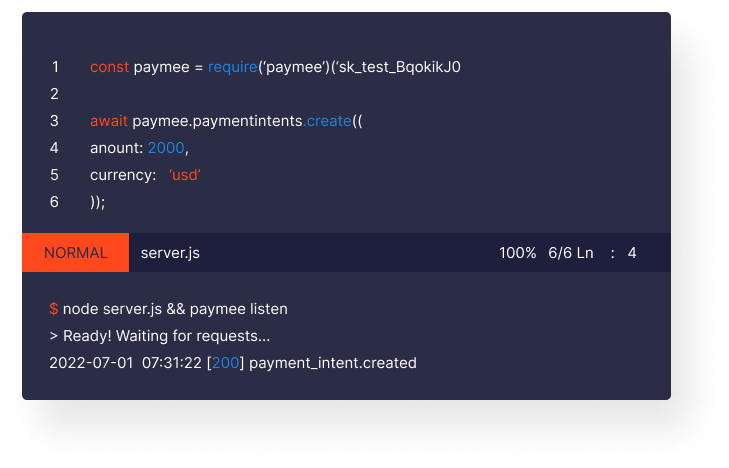 1 const paymee = require(‘paymee’)(‘sk_test_BqokikJ0
2
3 await paymee.paymentintents.create((
4 anount: 2000,
5 currency: ‘usd’
6 ));
NORMAL server.js 100% 6/6 Ln : 4
$ node server.js && paymee listen
> Ready! Waiting for requests...
2022-07-01 07:31:22 [200] payment_intent.created